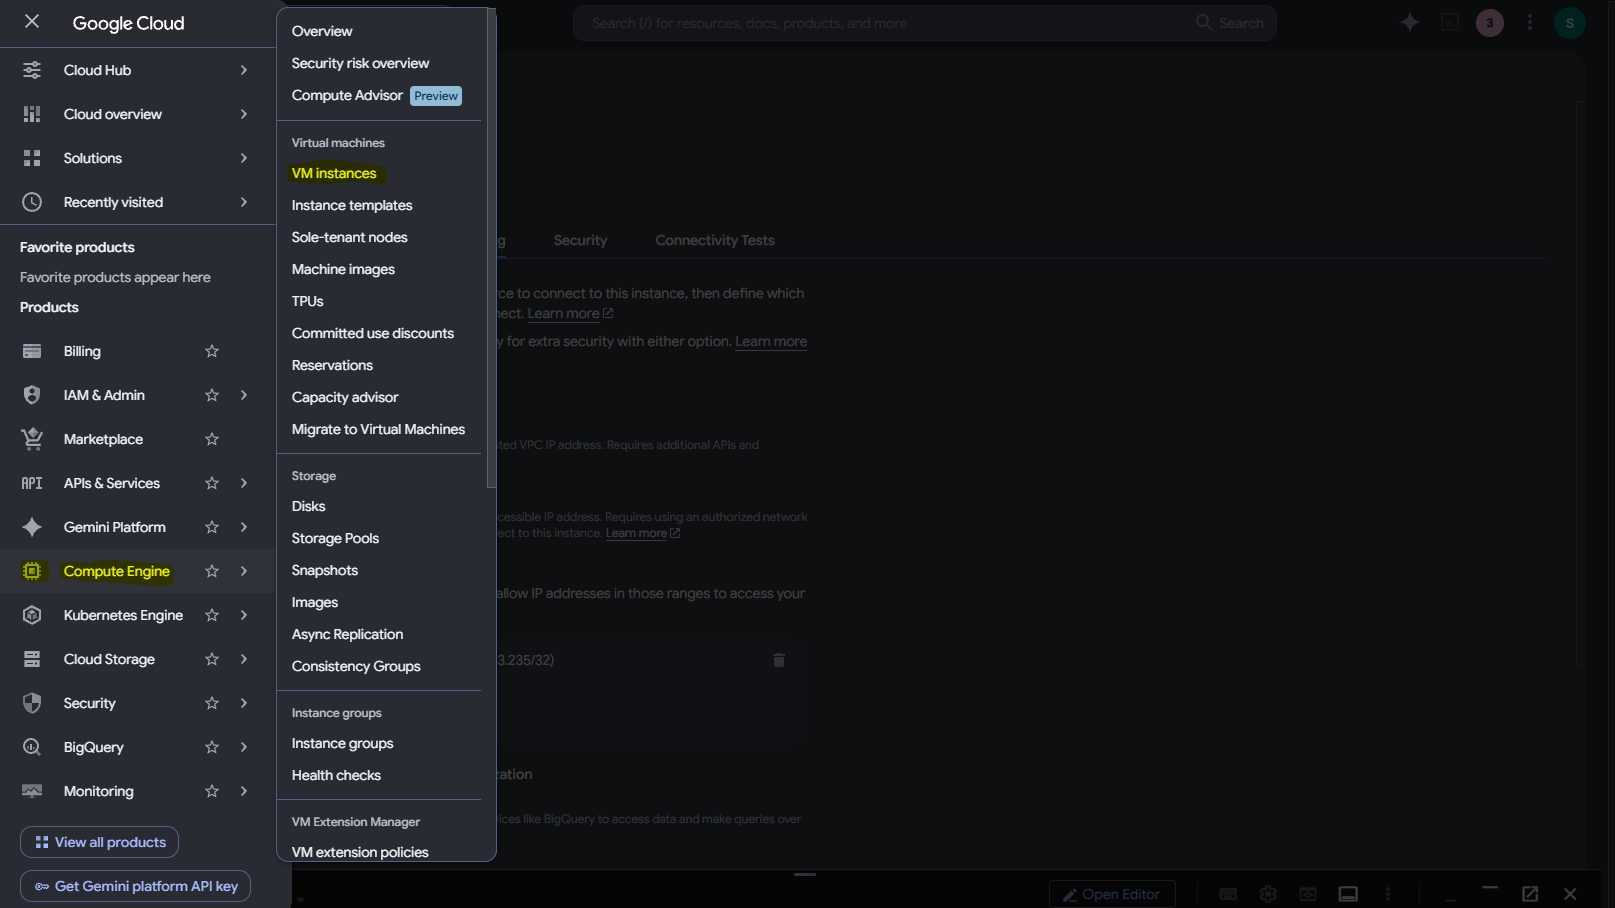 Google Cloud
Cloud Hub
Cloud overview
Solutions
Recently visited
Favorite products
Favorite products appear here
Products
Billing
IAM & Admin
Marketplace
API APIs & Services
Gemini Platform
Compute Engine
Kubernetes Engine
Cloud Storage
Security
BigQuery
Monitoring
View all products
Get Gemini platform API key
Overview
Security risk overview
Compute Advisor Preview
Virtual machines
VM instances
Instance templates
Sole-tenant nodes
Machine images
TPUs
Committed use discounts
Reservations
Capacity advisor
Migrate to Virtual Machines
Storage
Disks
Storage Pools
Snapshots
Images
Async Replication
Consistency Groups
Instance groups
Instance groups
Health checks
VM Extension Manager
VM extension policies
Search (/) for resources, docs, products, and more
Search
3
S
g
Security
Connectivity Tests
rce to connect to this instance, then define which
nect. Learn more
y for extra security with either option. Learn more
sted VPC IP address. Requires additional APIs and
cessible IP address. Requires using an authorized network
ect to this instance. Learn more
allow IP addresses in those ranges to access your
3.235/32)
zation
vices like BigQuery to access data and make queries over
Open Editor